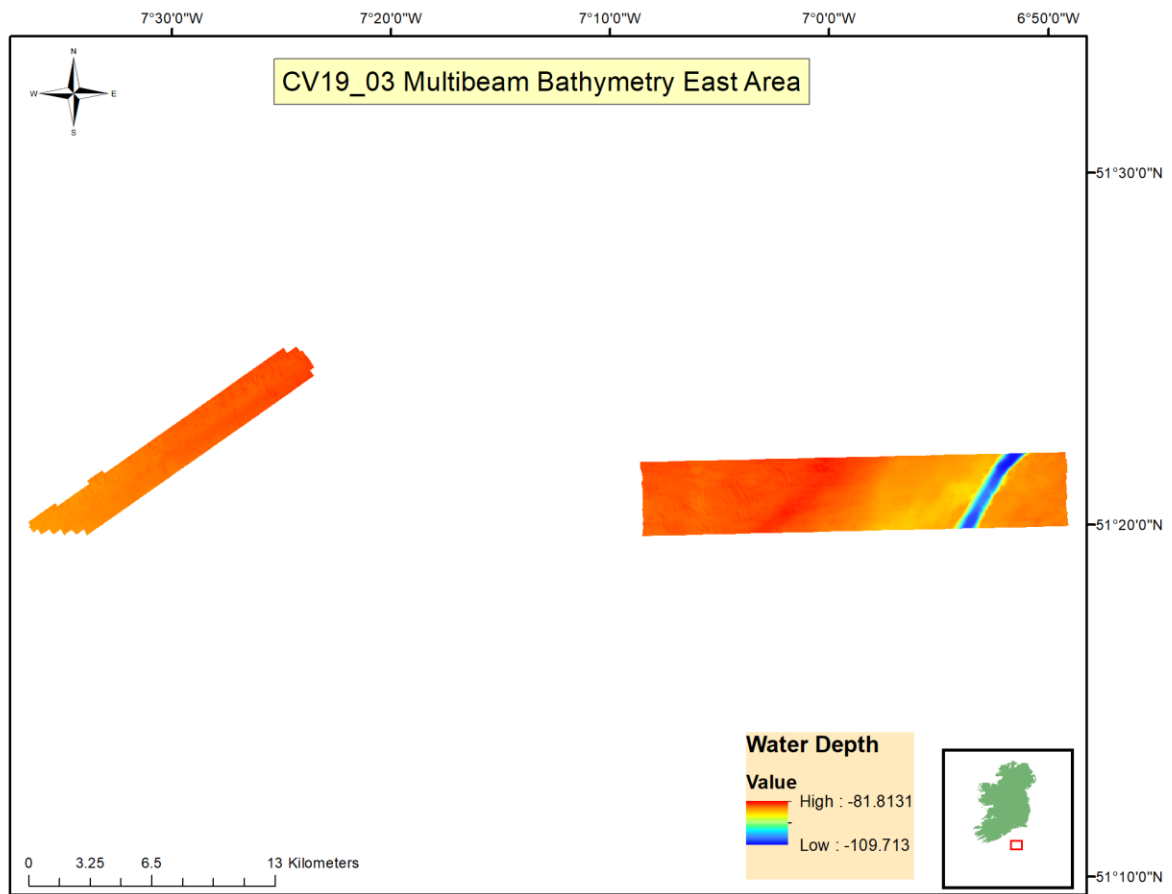 7°30'0"W 7°20'0"W 7°10'0"W 7°0'0"W 6°50'0"W
N
W E
S
CV19_03 Multibeam Bathymetry East Area
51°30'0"N
51°20'0"N
Water Depth
Value
High : -81.8131
Low : -109.713
0 3.25 6.5 13 Kilometers
51°10'0"N